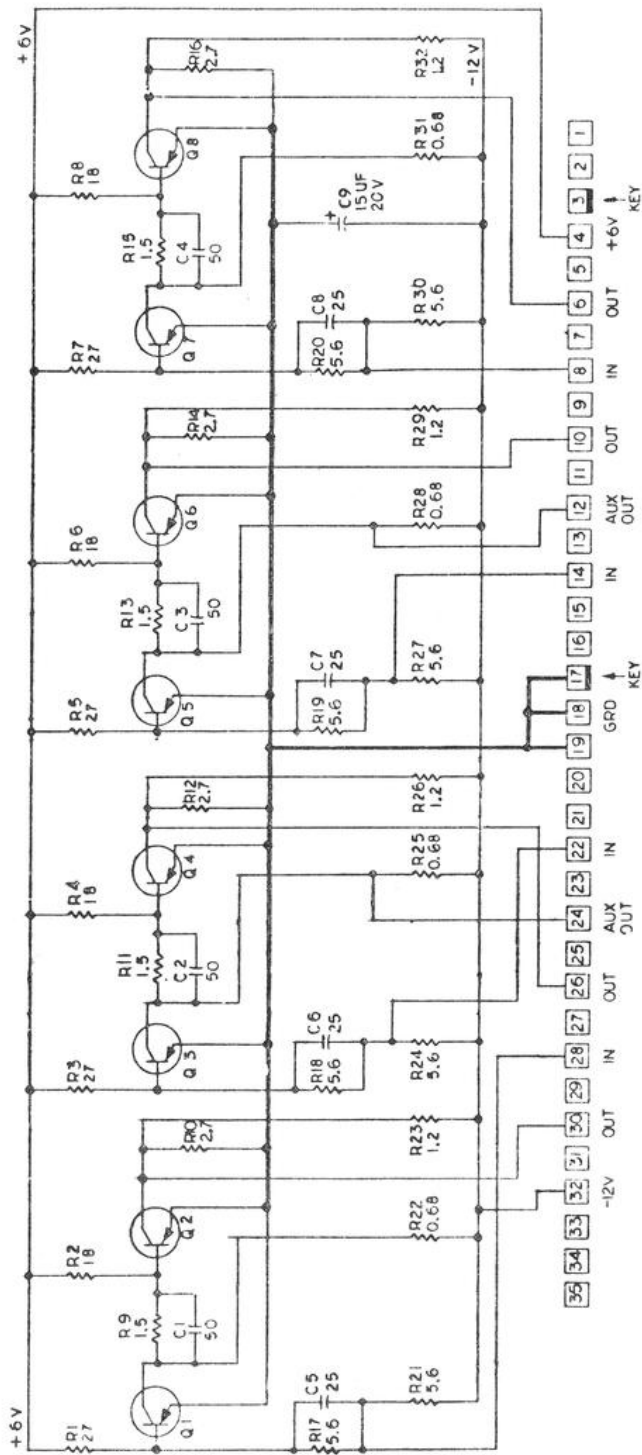 +6V
+6V
R1
27
R2
18
R3
27
R4
18
R5
27
R6
18
R7
27
R8
18
Q1
R9
1.5
C1
50
Q2
R10
2.7
Q3
R11
1.5
C2
50
Q4
R12
2.7
Q5
R13
1.5
C3
50
Q6
R14
2.7
Q7
R15
1.5
C4
50
Q8
R16
2.7
C5
25
R17
5.6
R21
5.6
R22
0.68
R23
1.2
C6
25
R18
5.6
R24
5.6
R25
0.68
R26
1.2
C7
25
R19
5.6
R27
5.6
R28
0.68
R29
1.2
C8
25
R20
5.6
R30
5.6
+ C9
15UF
20V
R31
0.68
R32
1.2
-12V
35 34 33 32 31 30 29 28 27 26 25 24 23 22 21 20 19 18 17 16 15 14 13 12 11 10 9 8 7 6 5 4 3 2 1
-12V OUT IN OUT AUX OUT IN GRD KEY IN AUX OUT OUT IN OUT +6V KEY